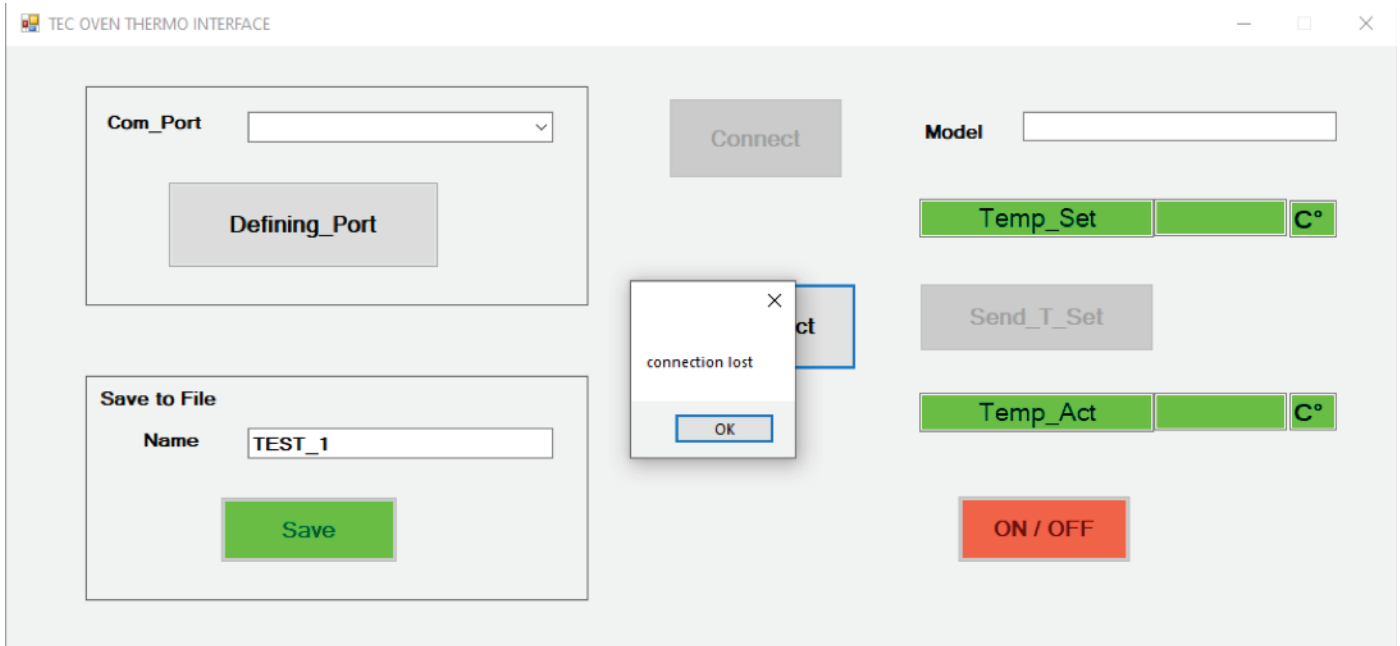 TEC OVEN THERMO INTERFACE
Com_Port
Defining_Port
Save to File
Name
TEST_1
Save
Connect
ct
connection lost
OK
Model
Temp_Set C°
Send_T_Set
Temp_Act C°
ON / OFF